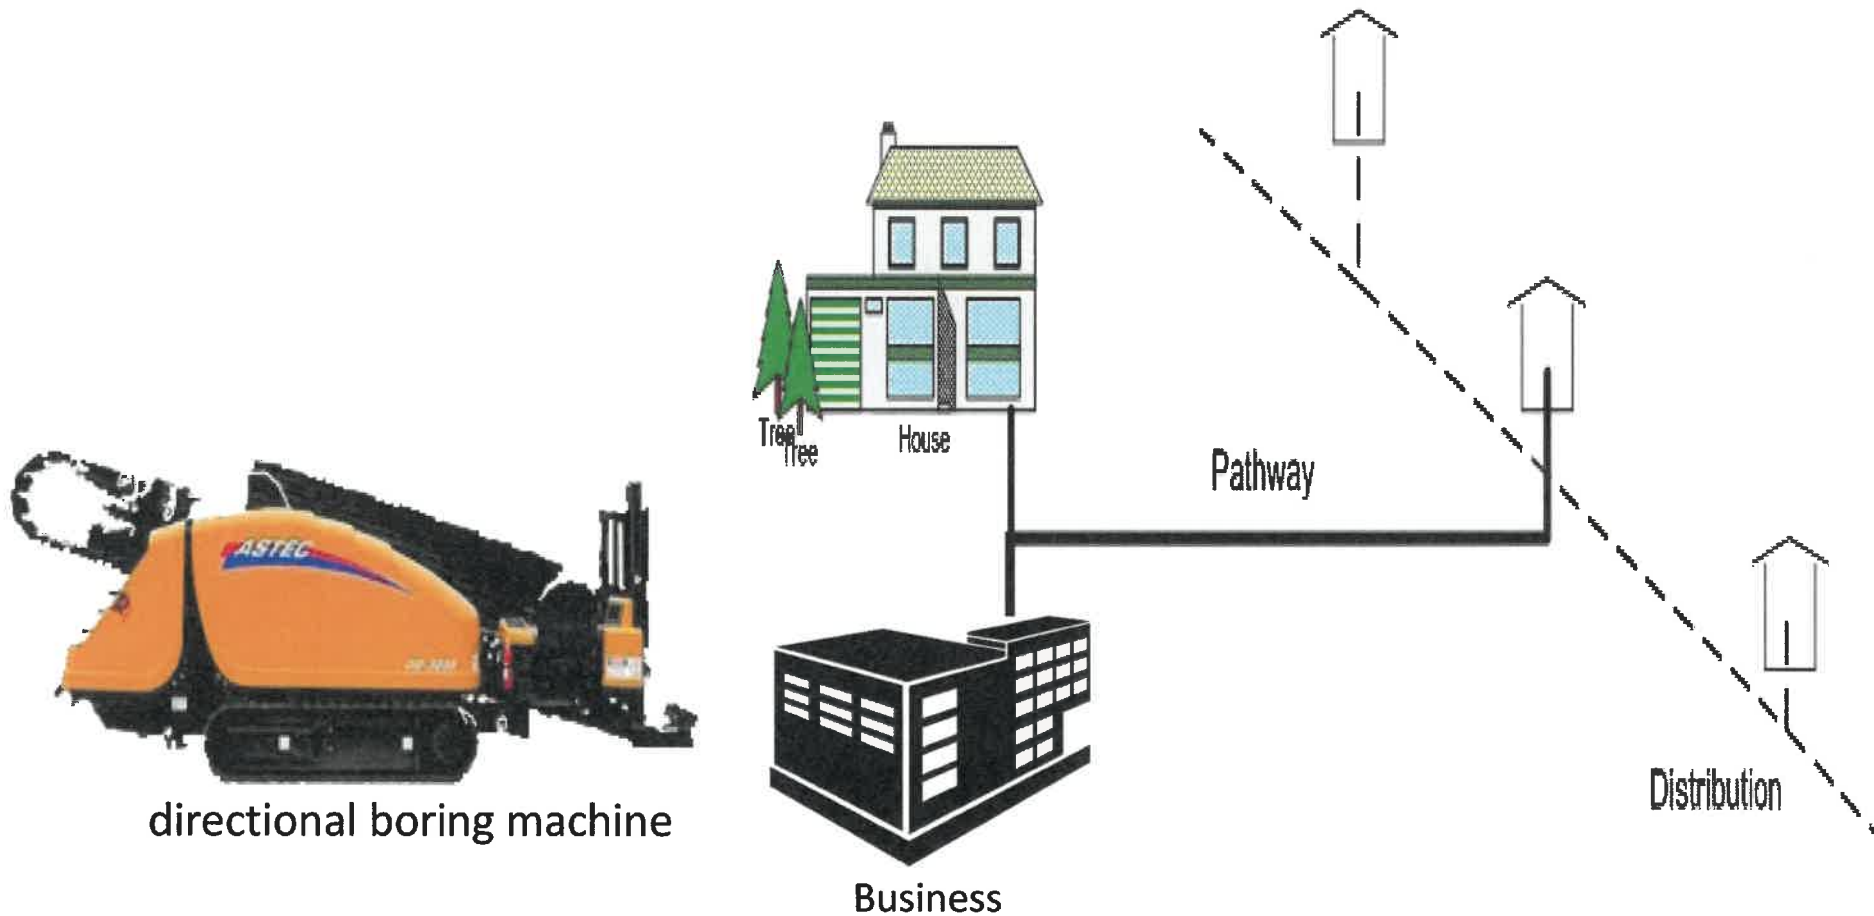 Tree
Tree
House
Pathway
ASTEC
directional boring machine
Business
Distribution